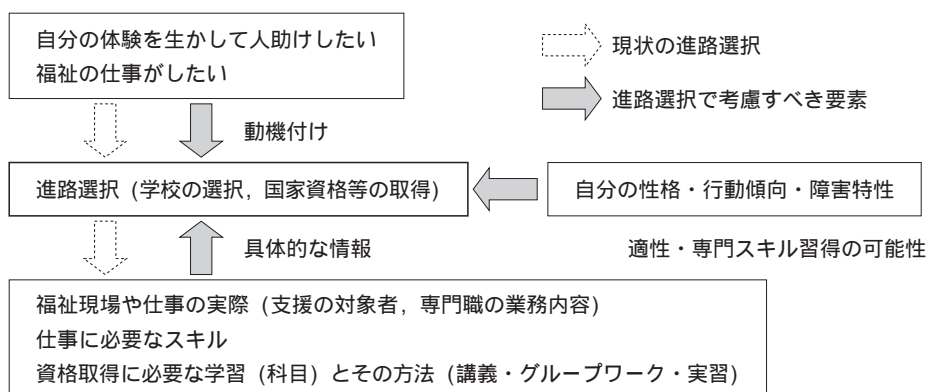 自分の体験を生かして人助けしたい
福祉の仕事がしたい
現状の進路選択
進路選択で考慮すべき要素
動機付け
進路選択（学校の選択，国家資格等の取得）
自分の性格・行動傾向・障害特性
具体的な情報
適性・専門スキル習得の可能性
福祉現場や仕事の実際（支援の対象者，専門職の業務内容）
仕事に必要なスキル
資格取得に必要な学習（科目）とその方法（講義・グループワーク・実習）